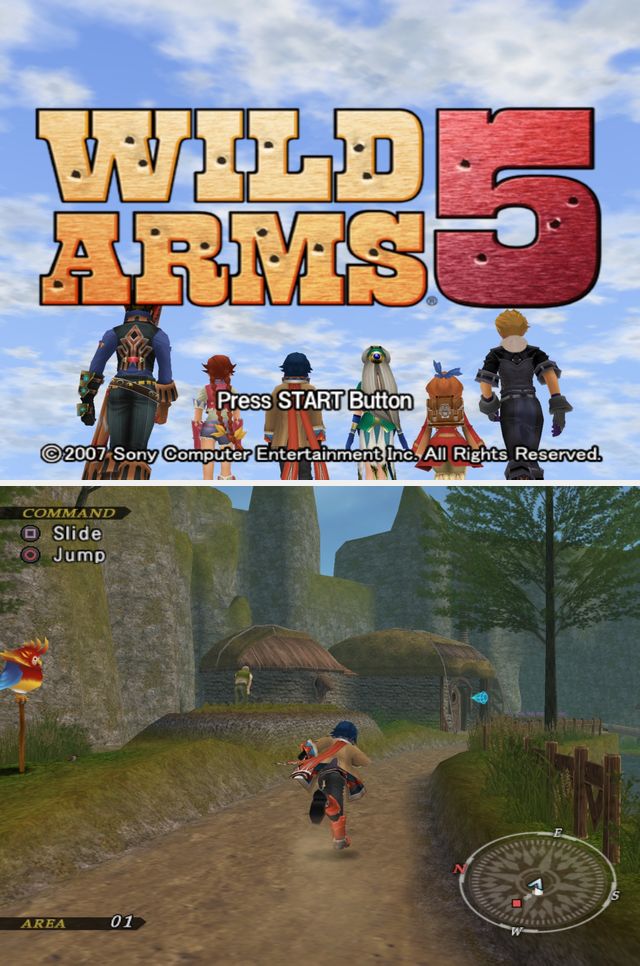 WILD
ARMS® 5
Press START Button
©2007 Sony Computer Entertainment Inc. All Rights Reserved.
COMMAND
Slide
Jump
E
N
S
W
AREA 01